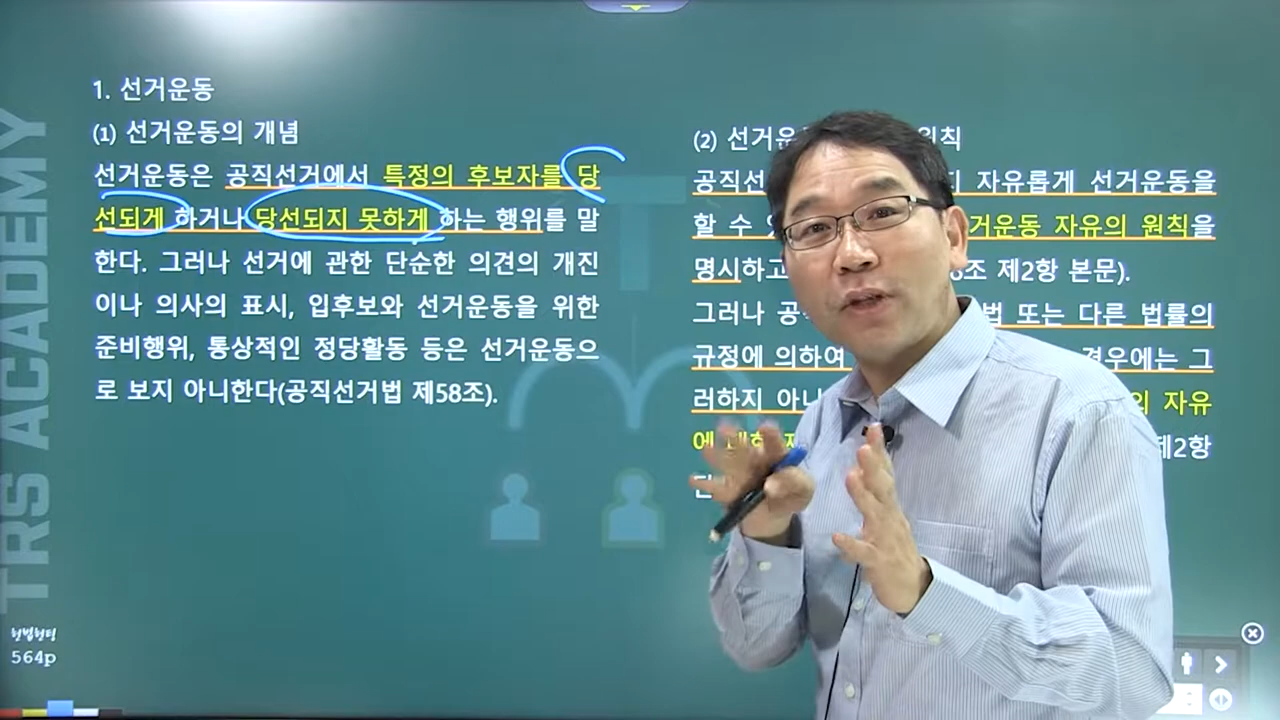 TRS ACADEMY
1. 선거운동
(1) 선거운동의 개념
선거운동은 공직선거에서 특정의 후보자를 당
선되게 하거나 당선되지 못하게 하는 행위를 말
한다. 그러나 선거에 관한 단순한 의견의 개진
이나 의사의 표시, 입후보와 선거운동을 위한
준비행위, 통상적인 정당활동 등은 선거운동으
로 보지 아니한다(공직선거법 제58조).
(2) 선거운 원칙
공직선 자유롭게 선거운동을
할 수 거운동 자유의 원칙을
명시하고 조 제2항 본문).
그러나 공 법 또는 다른 법률의
규정에 의하여 경우에는 그
러하지 아니 의 자유
에 제2항
단
564p